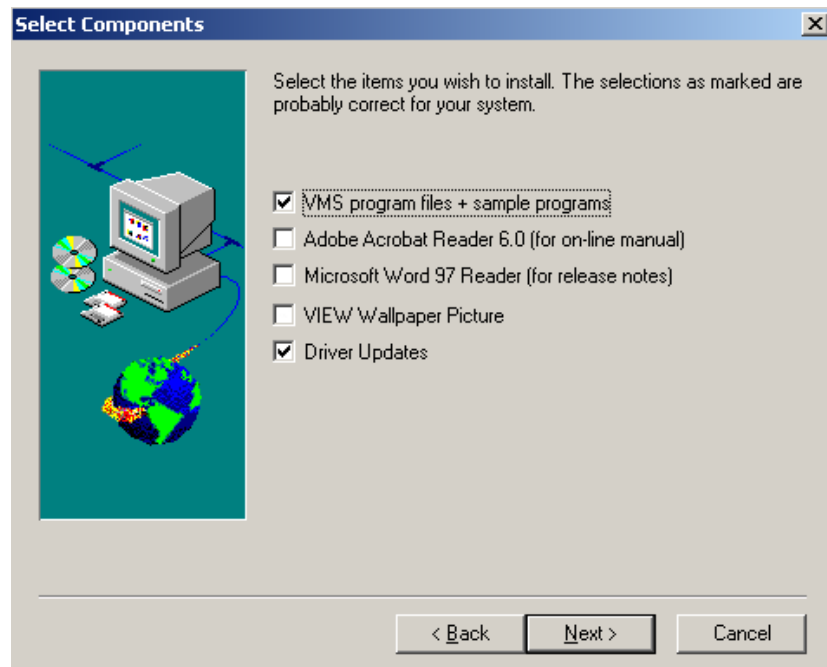 Select Components
Select the items you wish to install. The selections as marked are
probably correct for your system.
VMS program files + sample programs
Adobe Acrobat Reader 6.0 (for on-line manual)
Microsoft Word 97 Reader (for release notes)
VIEW Wallpaper Picture
Driver Updates
< Back
Next >
Cancel